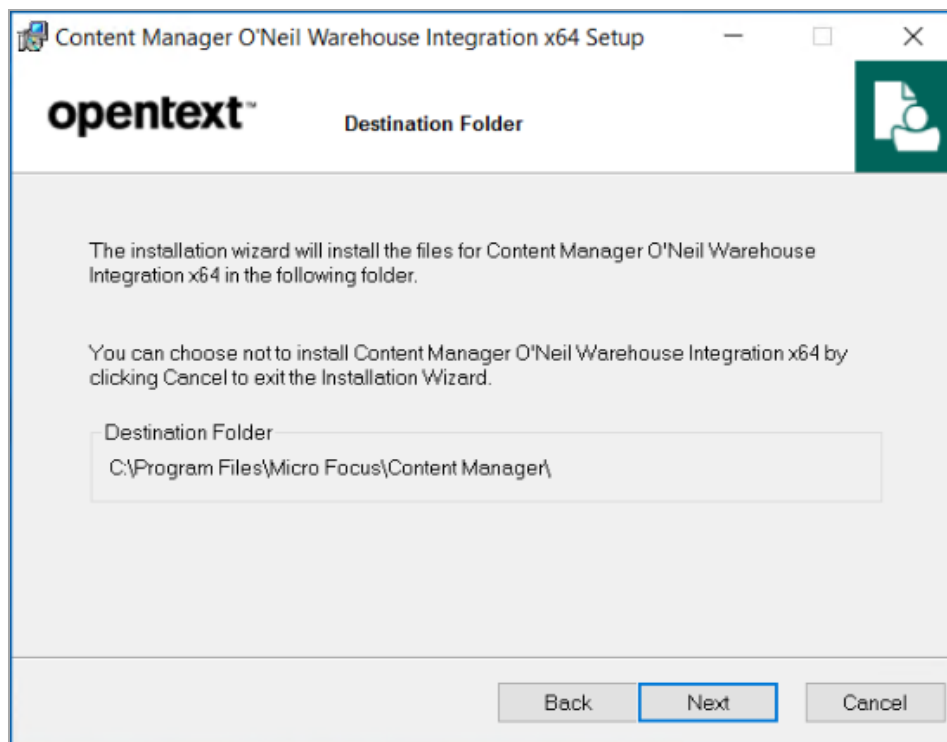 Content Manager O'Neil Warehouse Integration x64 Setup
opentext™
Destination Folder
The installation wizard will install the files for Content Manager O'Neil Warehouse
Integration x64 in the following folder.
You can choose not to install Content Manager O'Neil Warehouse Integration x64 by
clicking Cancel to exit the Installation Wizard.
Destination Folder
C:\Program Files\Micro Focus\Content Manager\
Back
Next
Cancel